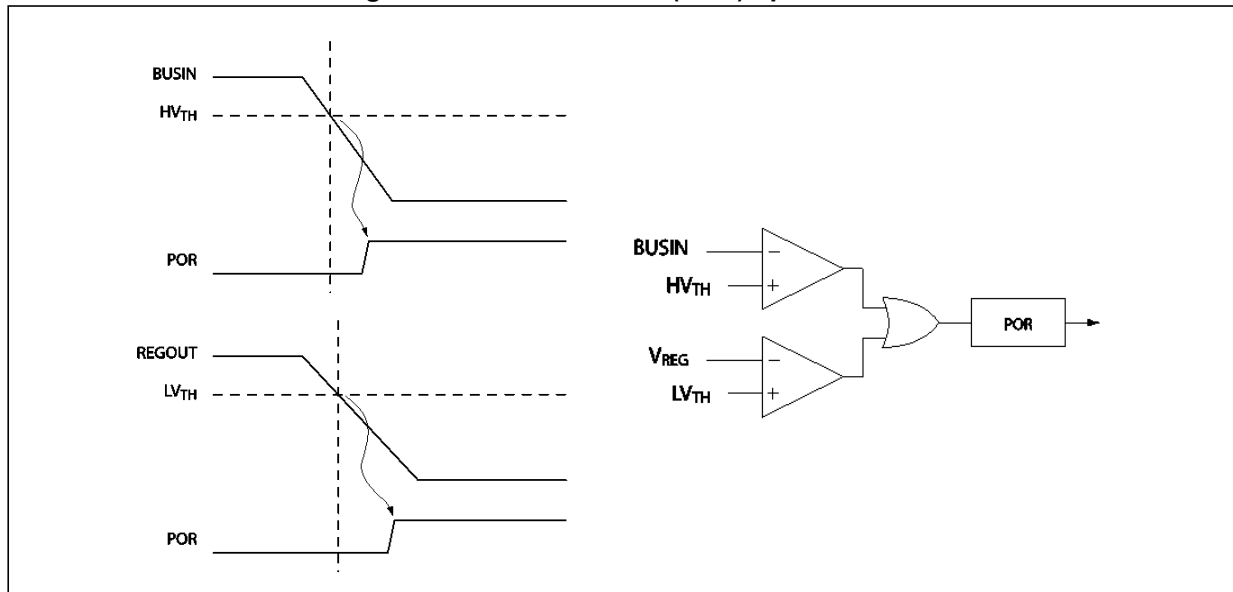 BUSIN
HVTH
POR
REGOUT
LVTH
POR
BUSIN
−
HVTH
+
VREG
−
LVTH
+
POR